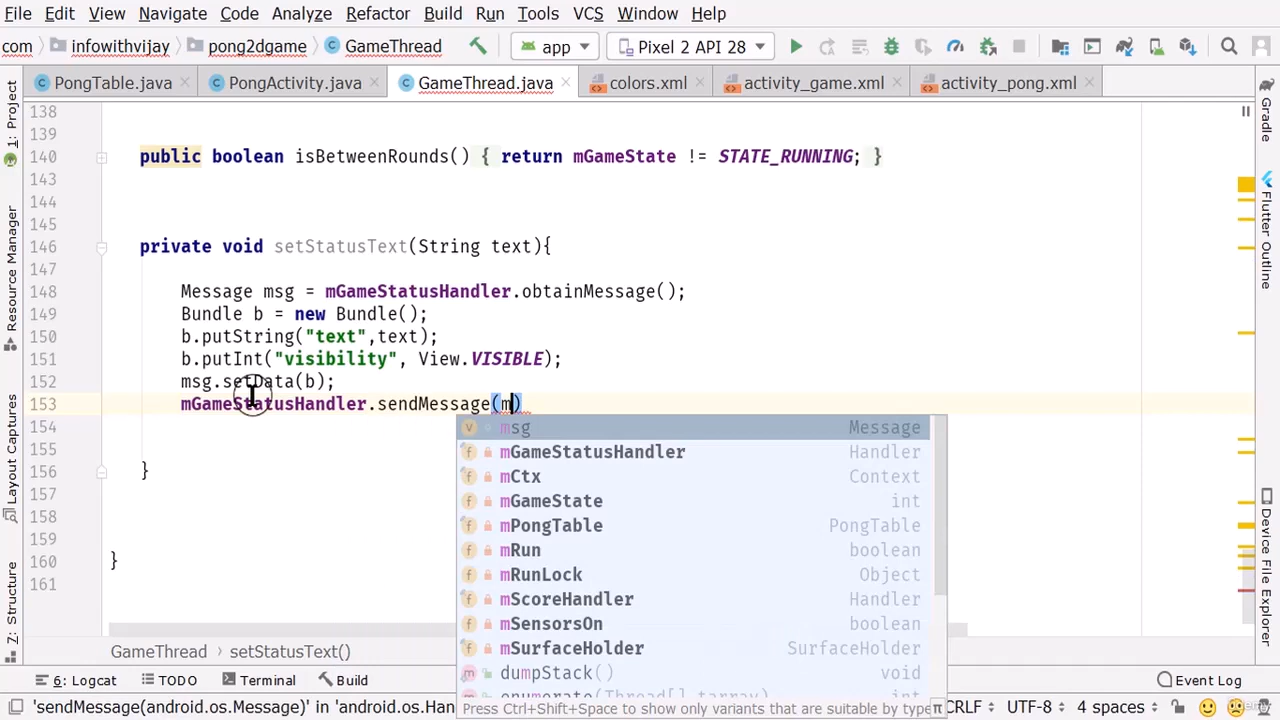 File Edit View Navigate Code Analyze Refactor Build Run Tools VCS Window Help
com infowithvijay pong2dgame GameThread app Pixel 2 API 28
PongTable.java PongActivity.java GameThread.java colors.xml activity_game.xml activity_pong.xml
1: Project
Resource Manager
Layout Captures
Z: Structure
138
139
140 public boolean isBetweenRounds() { return mGameState != STATE_RUNNING; }
143
144
145
146 private void setStatusText(String text){
147
148 Message msg = mGameStatusHandler.obtainMessage();
149 Bundle b = new Bundle();
150 b.putString("text",text);
151 b.putInt("visibility", View.VISIBLE);
152 msg.setData(b);
153 mGameStatusHandler.sendMessage(m)
154
155
156 }
157
158
159
160 }
161
msg Message
mGameStatusHandler Handler
mCtx Context
mGameState int
mPongTable PongTable
mRun boolean
mRunLock Object
mScoreHandler Handler
mSensorsOn boolean
mSurfaceHolder SurfaceHolder
dumpStack() void
enumerate(Thread[] tarray) int
Press Ctrl+Shift+Space to show only variants that are suitable by type
Gradle
Flutter Outline
Device File Explorer
GameThread setStatusText()
6: Logcat TODO Terminal Build Event Log
'sendMessage(android.os.Message)' in 'android.os.Han CRLF UTF-8 4 spaces